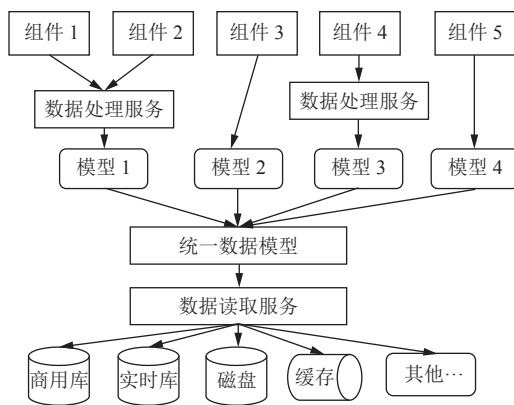 组件 1
组件 2
组件 3
组件 4
组件 5
数据处理服务
数据处理服务
模型 1
模型 2
模型 3
模型 4
统一数据模型
数据读取服务
商用库
实时库
磁盘
缓存
其他…